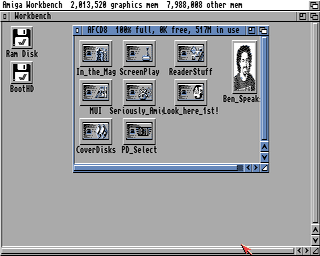 Amiga Workbench 2,013,520 graphics mem 7,988,008 other mem
Workbench
AFCD8 100% full, 0K free, 517M in use
Ram Disk
BootHD
In_the_Mag ScreenPlay ReaderStuff
Ben_Speak
MUI Seriously_Ami Look_here_1st!
CoverDisks PD_Select